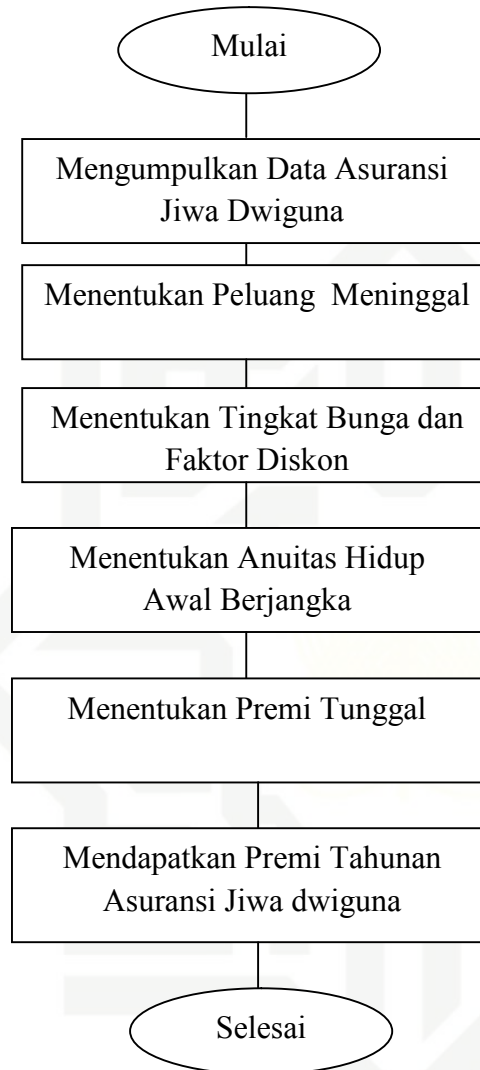 Mulai
Mengumpulkan Data Asuransi
Jiwa Dwiguna
Menentukan Peluang Meninggal
Menentukan Tingkat Bunga dan
Faktor Diskon
Menentukan Anuitas Hidup
Awal Berjangka
Menentukan Premi Tunggal
Mendapatkan Premi Tahunan
Asuransi Jiwa dwiguna
Selesai